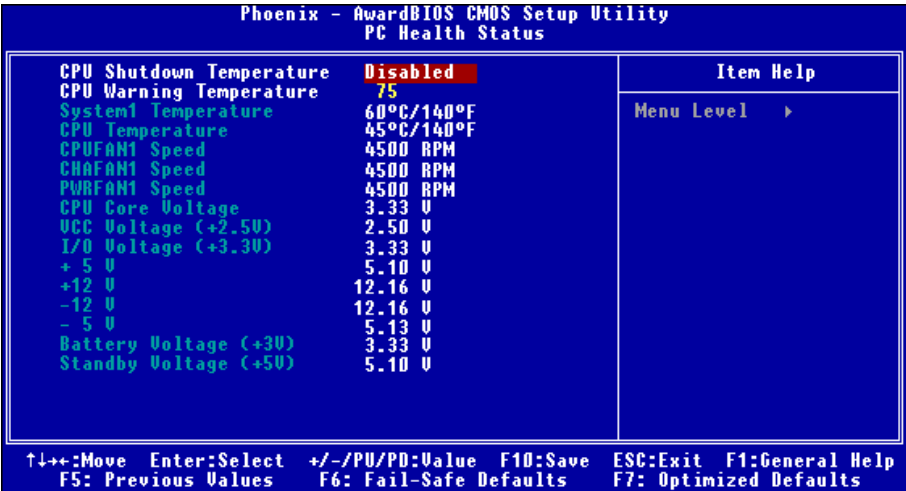 Phoenix - AwardBIOS CMOS Setup Utility
PC Health Status
CPU Shutdown Temperature Disabled
Item Help
CPU Warning Temperature 75
System1 Temperature 60ºC/140ºF
Menu Level ▸
CPU Temperature 45ºC/140ºF
CPUFAN1 Speed 4500 RPM
CHAFAN1 Speed 4500 RPM
PWRFAN1 Speed 4500 RPM
CPU Core Voltage 3.33 V
VCC Voltage (+2.5V) 2.50 V
I/O Voltage (+3.3V) 3.33 V
+ 5 V 5.10 V
+12 V 12.16 V
-12 V 12.16 V
- 5 V 5.13 V
Battery Voltage (+3V) 3.33 V
Standby Voltage (+5V) 5.10 V
↑↓→←:Move Enter:Select +/-/PU/PD:Value F10:Save ESC:Exit F1:General Help
F5: Previous Values F6: Fail-Safe Defaults F7: Optimized Defaults